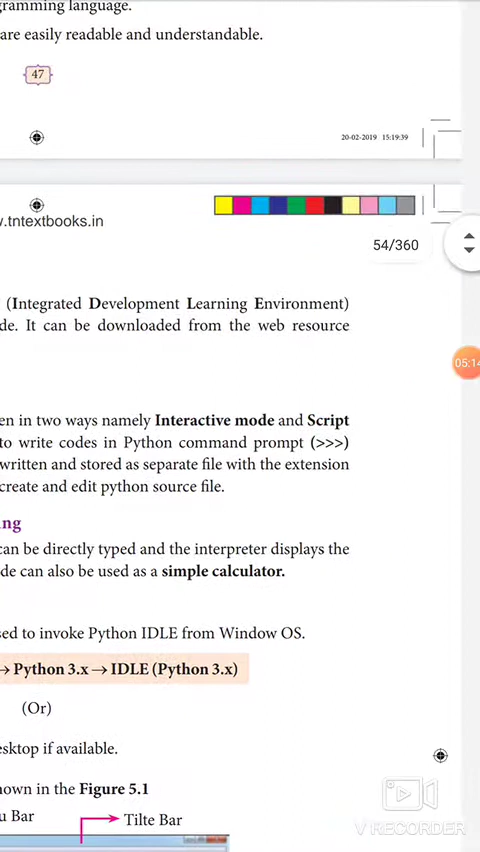 gramming language.
are easily readable and understandable.
47
20-02-2019 15:19:39
w.tntextbooks.in
54/360
(Integrated Development Learning Environment)
de. It can be downloaded from the web resource
05:14
en in two ways namely Interactive mode and Script
to write codes in Python command prompt (>>>)
written and stored as separate file with the extension
create and edit python source file.
ing
can be directly typed and the interpreter displays the
de can also be used as a simple calculator.
sed to invoke Python IDLE from Window OS.
→ Python 3.x → IDLE (Python 3.x)
(Or)
esktop if available.
hown in the Figure 5.1
u Bar
Tilte Bar
V RECORDER